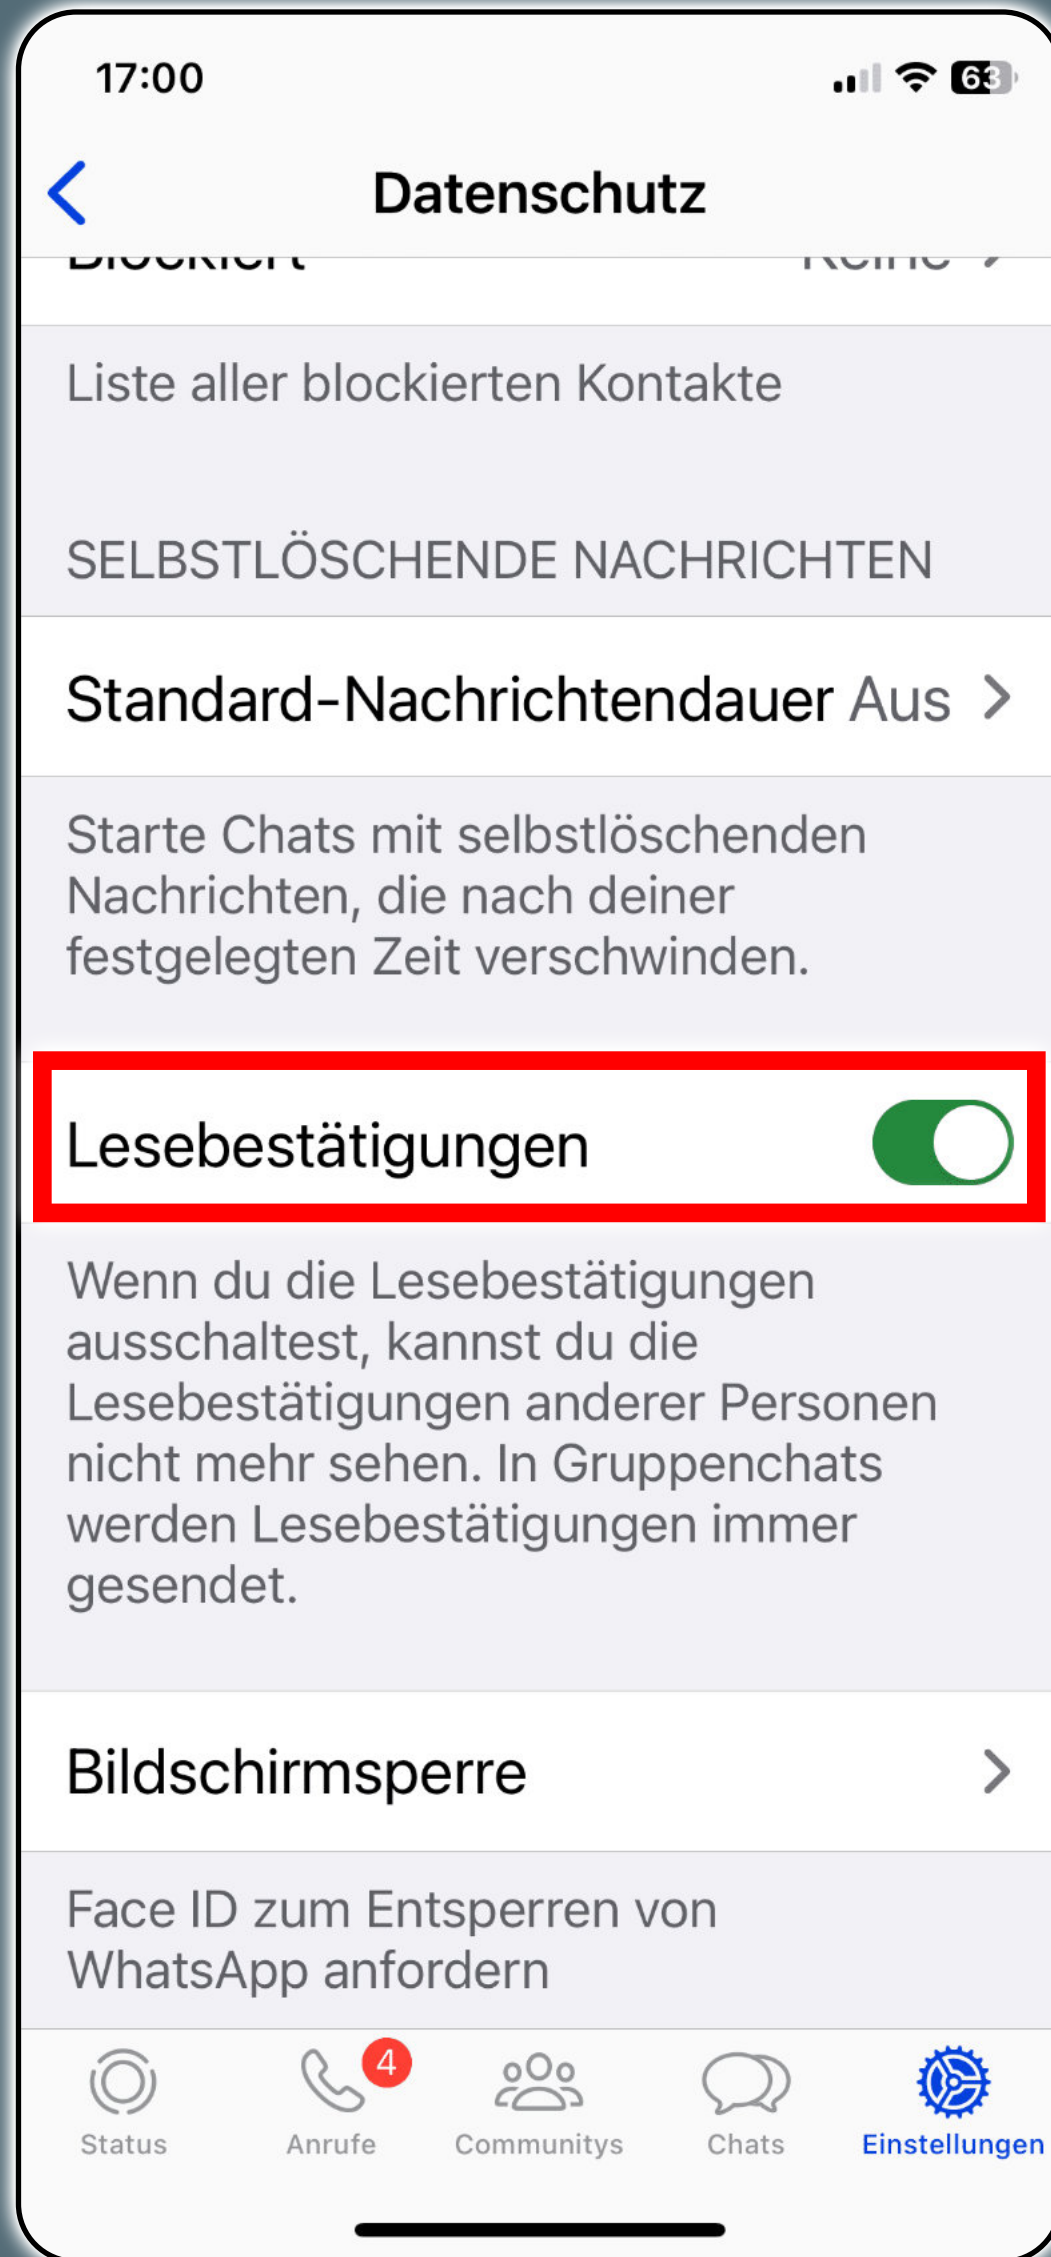 17:00
63
Datenschutz
Blockiert Keine
Liste aller blockierten Kontakte
SELBSTLÖSCHENDE NACHRICHTEN
Standard-Nachrichtendauer Aus
Starte Chats mit selbstlöschenden
Nachrichten, die nach deiner
festgelegten Zeit verschwinden.
Lesebestätigungen
Wenn du die Lesebestätigungen
ausschaltest, kannst du die
Lesebestätigungen anderer Personen
nicht mehr sehen. In Gruppenchats
werden Lesebestätigungen immer
gesendet.
Bildschirmsperre
Face ID zum Entsperren von
WhatsApp anfordern
4
Status Anrufe Communitys Chats Einstellungen